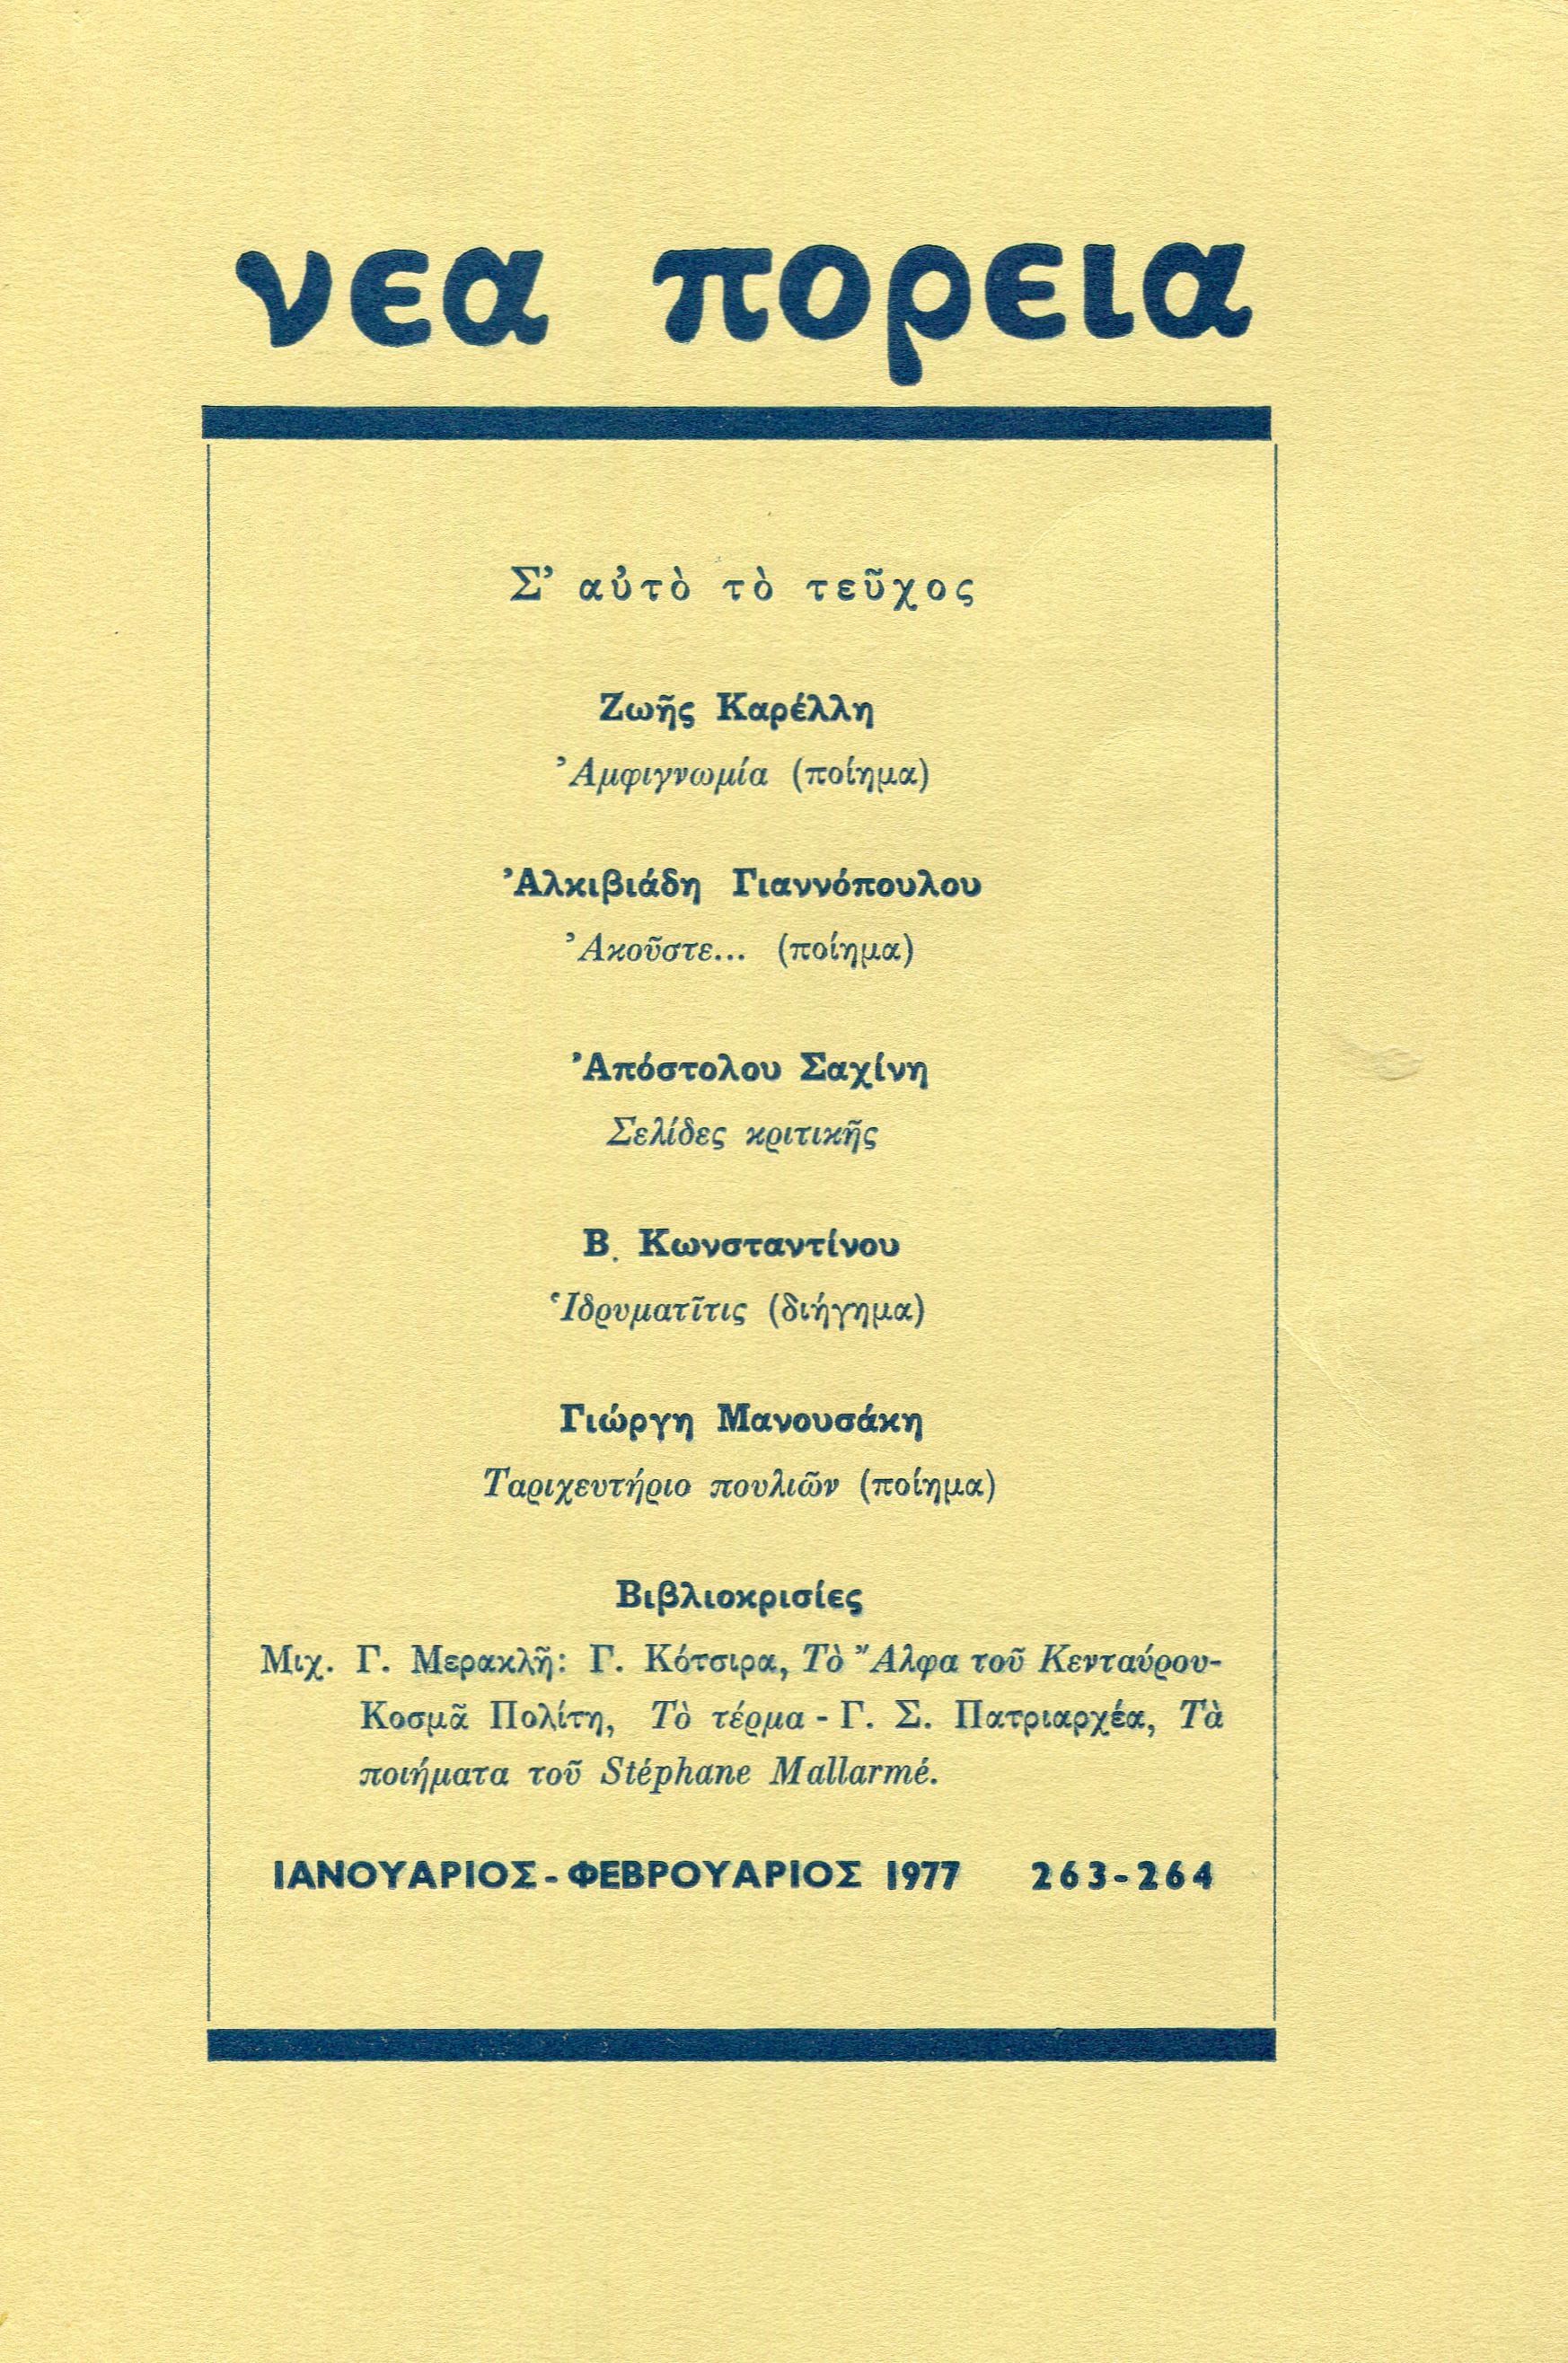 νεα πορεια
Σ’ αὐτὸ τὸ τεῦχος
Ζωῆς Καρέλλη
Ἀμφιγνωμία (ποίημα)
Ἀλκιβιάδη Γιαννόπουλου
Ἀκοῦστε... (ποίημα)
Ἀπόστολου Σαχίνη
Σελίδες κριτικῆς
Β. Κωνσταντίνου
Ἱδρυματῖτις (διήγημα)
Γιώργη Μανουσάκη
Ταριχευτήριο πουλιῶν (ποίημα)
Βιβλιοκρισίες
Μιχ. Γ. Μερακλῆ: Γ. Κότσιρα, Τὸ Ἄλφα τοῦ Κενταύρου-
Κοσμᾶ Πολίτη, Τὸ τέρμα - Γ. Σ. Πατριαρχέα, Τὰ
ποιήματα τοῦ Stéphane Mallarmé.
ΙΑΝΟΥΑΡΙΟΣ - ΦΕΒΡΟΥΑΡΙΟΣ 1977 263-264